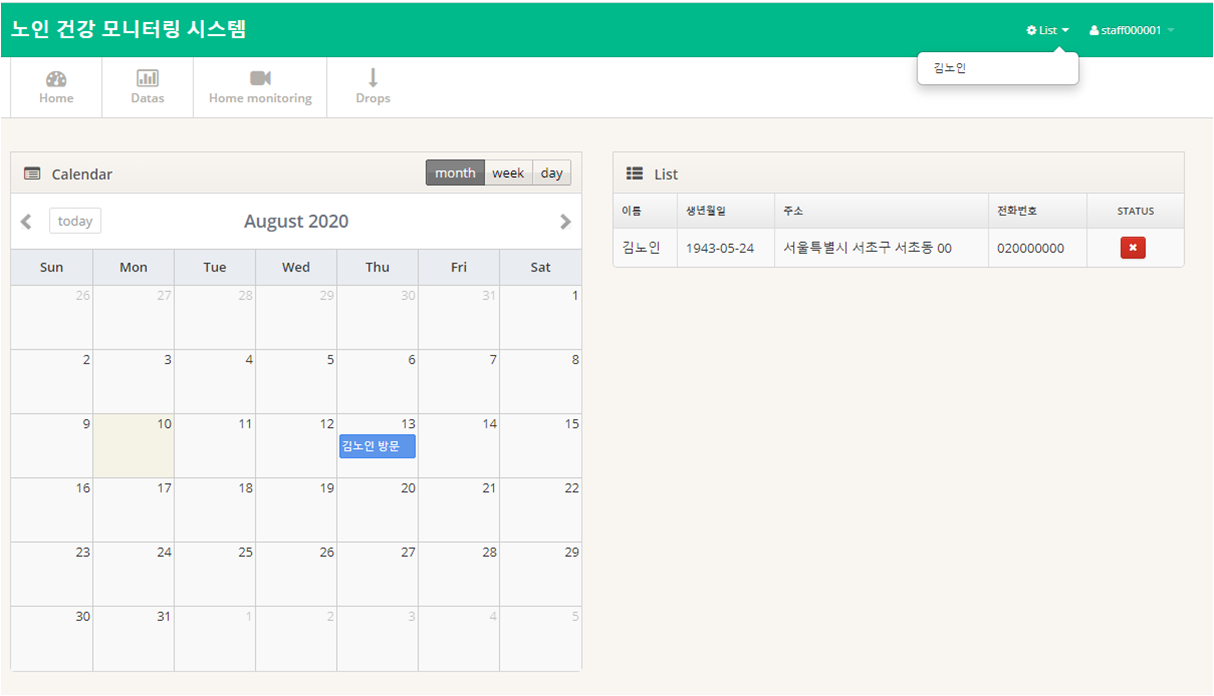 노인 건강 모니터링 시스템
List
staff000001
김노인
Home
Datas
Home monitoring
Drops
Calendar
month week day
today
August 2020
Sun Mon Tue Wed Thu Fri Sat
26 27 28 29 30 31 1
2 3 4 5 6 7 8
9 10 11 12 13 14 15
김노인 방문
16 17 18 19 20 21 22
23 24 25 26 27 28 29
30 31 1 2 3 4 5
List
이름 생년월일 주소 전화번호 STATUS
김노인 1943-05-24 서울특별시 서초구 서초동 00 020000000